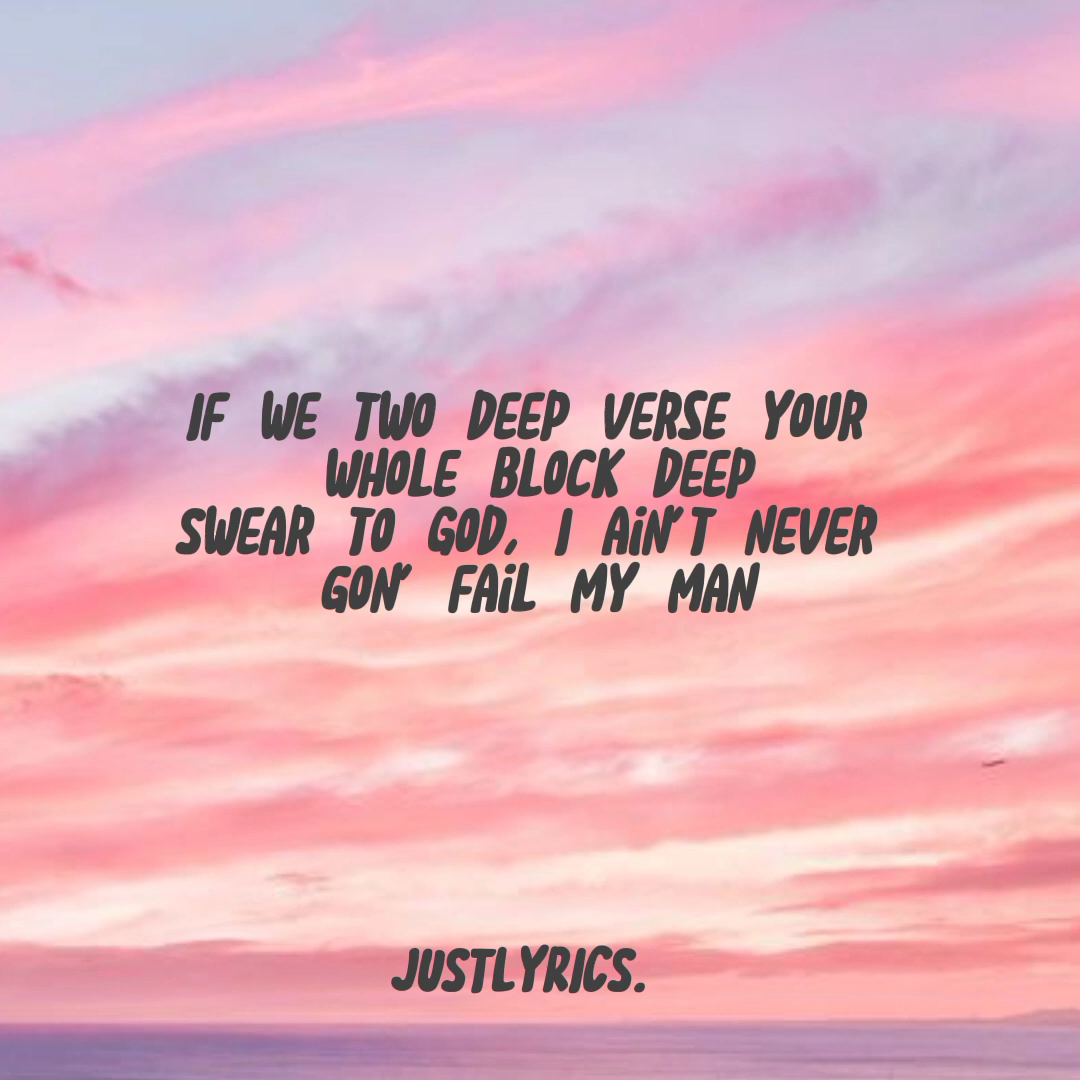 IF WE TWO DEEP VERSE YOUR
WHOLE BLOCK DEEP
SWEAR TO GOD, I AiN'T NEVER
GON' FAiL MY MAN
JUSTLYRICS.